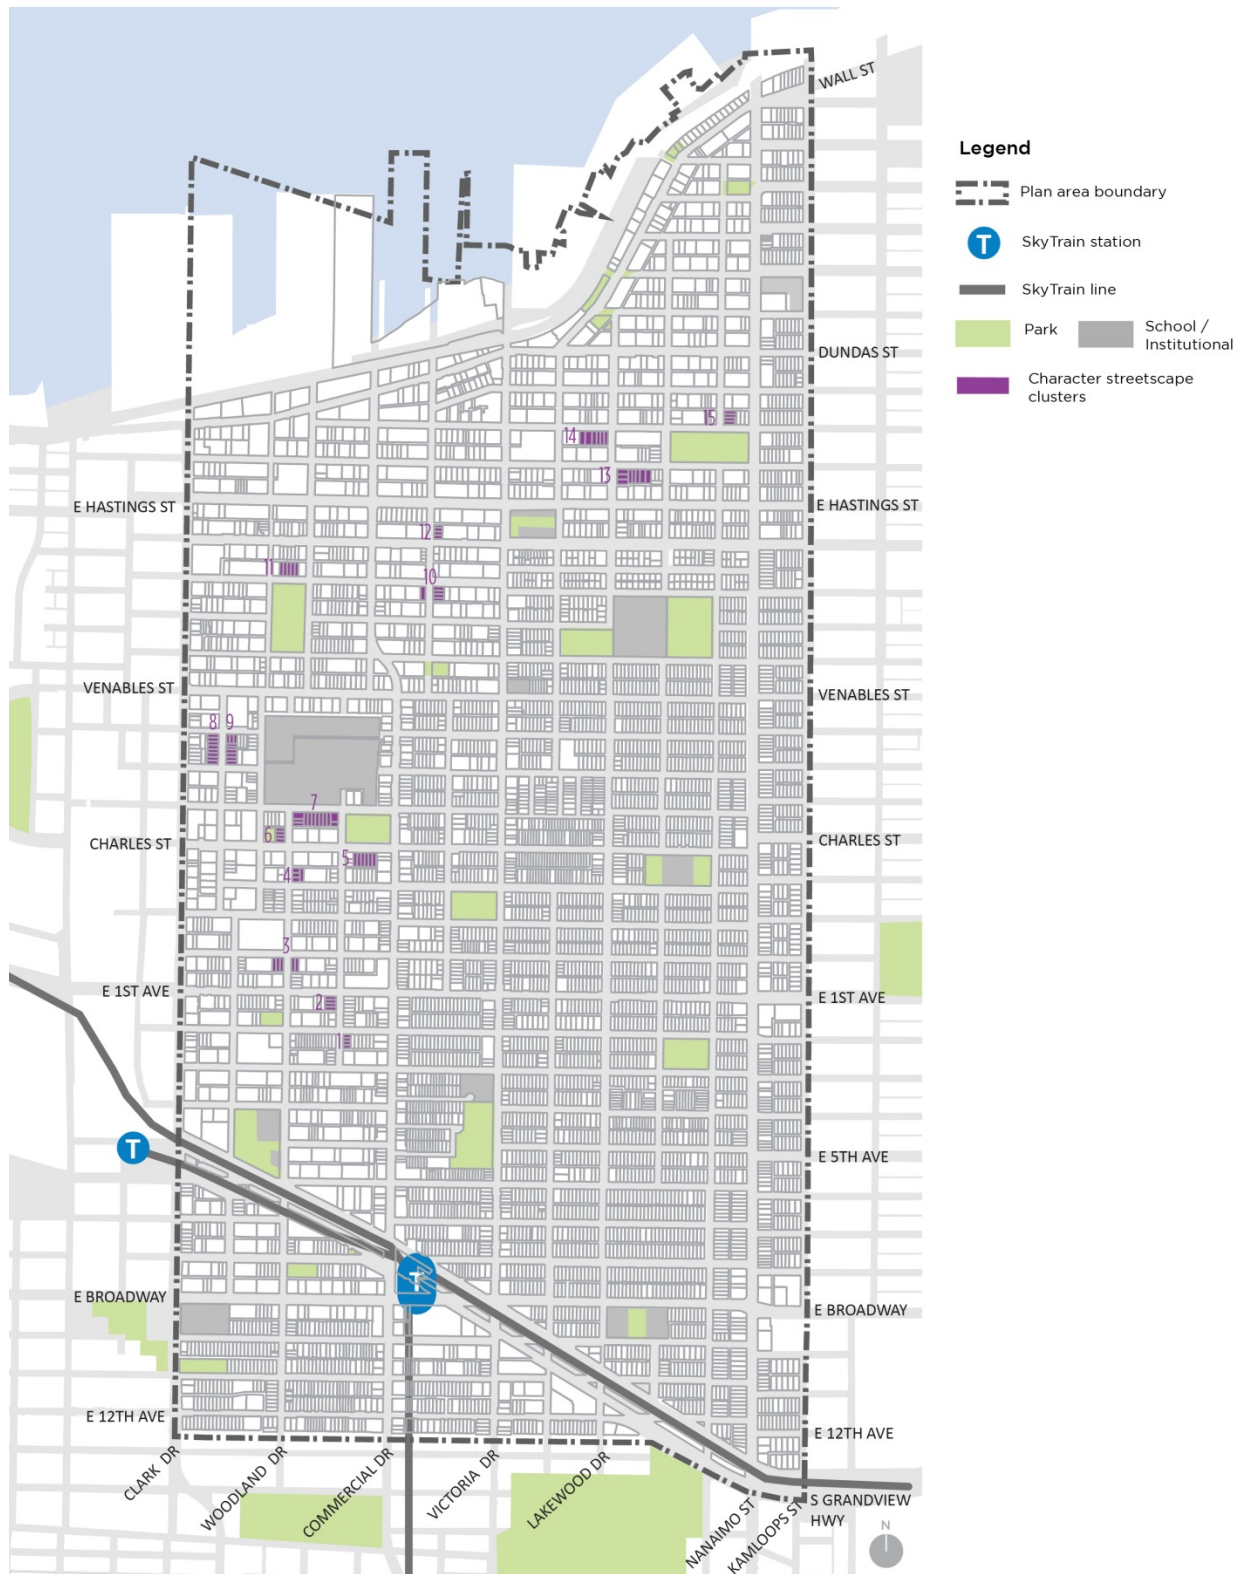 WALL ST
Legend
Plan area boundary
SkyTrain station
SkyTrain line
Park
School /
Institutional
Character streetscape
clusters
DUNDAS ST
15
14
13
E HASTINGS ST
E HASTINGS ST
12
11
10
VENABLES ST
VENABLES ST
8
9
7
6
CHARLES ST
CHARLES ST
5
4
3
E 1ST AVE
E 1ST AVE
2
1
T
E 5TH AVE
T
T
E BROADWAY
E BROADWAY
E 12TH AVE
E 12TH AVE
CLARK DR
WOODLAND DR
COMMERCIAL DR
VICTORIA DR
LAKEWOOD DR
NANAIMO ST
KAMLOOPS ST
S GRANDVIEW
HWY
N